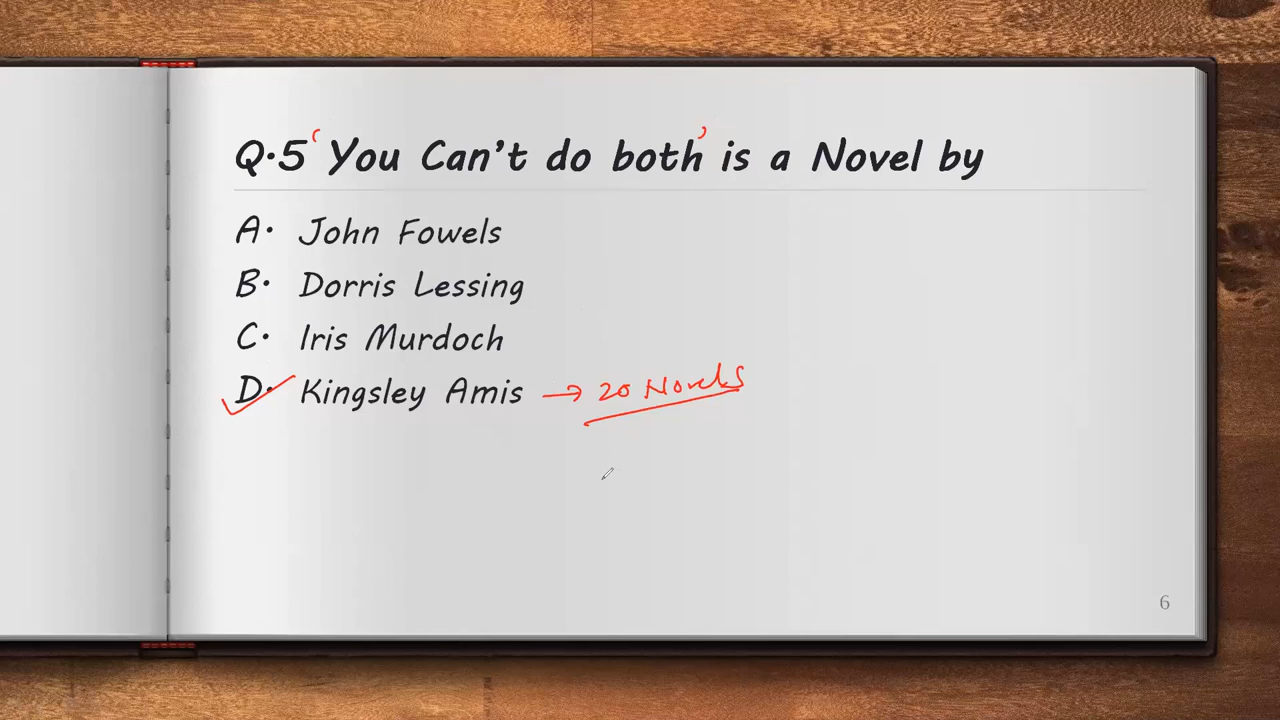 Q.5 ‘You Can't do both’ is a Novel by
A. John Fowels
B. Dorris Lessing
C. Iris Murdoch
D. Kingsley Amis → 20 Novels
6